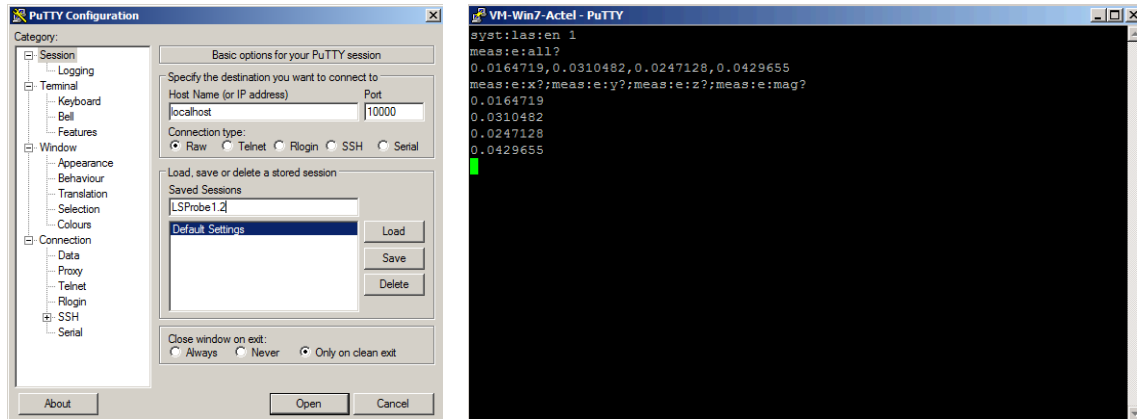 PuTTY Configuration
Category:
Session
Logging
Terminal
Keyboard
Bell
Features
Window
Appearance
Behaviour
Translation
Selection
Colours
Connection
Data
Proxy
Telnet
Rlogin
SSH
Serial
Basic options for your PuTTY session
Specify the destination you want to connect to
Host Name (or IP address) Port
localhost 10000
Connection type:
Raw Telnet Rlogin SSH Serial
Load, save or delete a stored session
Saved Sessions
LSProbe1.2
Default Settings
Load
Save
Delete
Close window on exit:
Always Never Only on clean exit
About Open Cancel
VM-Win7-Actel - PuTTY
syst:las:en 1
meas:e:all?
0.0164719,0.0310482,0.0247128,0.0429655
meas:e:x?;meas:e:y?;meas:e:z?;meas:e:mag?
0.0164719
0.0310482
0.0247128
0.0429655